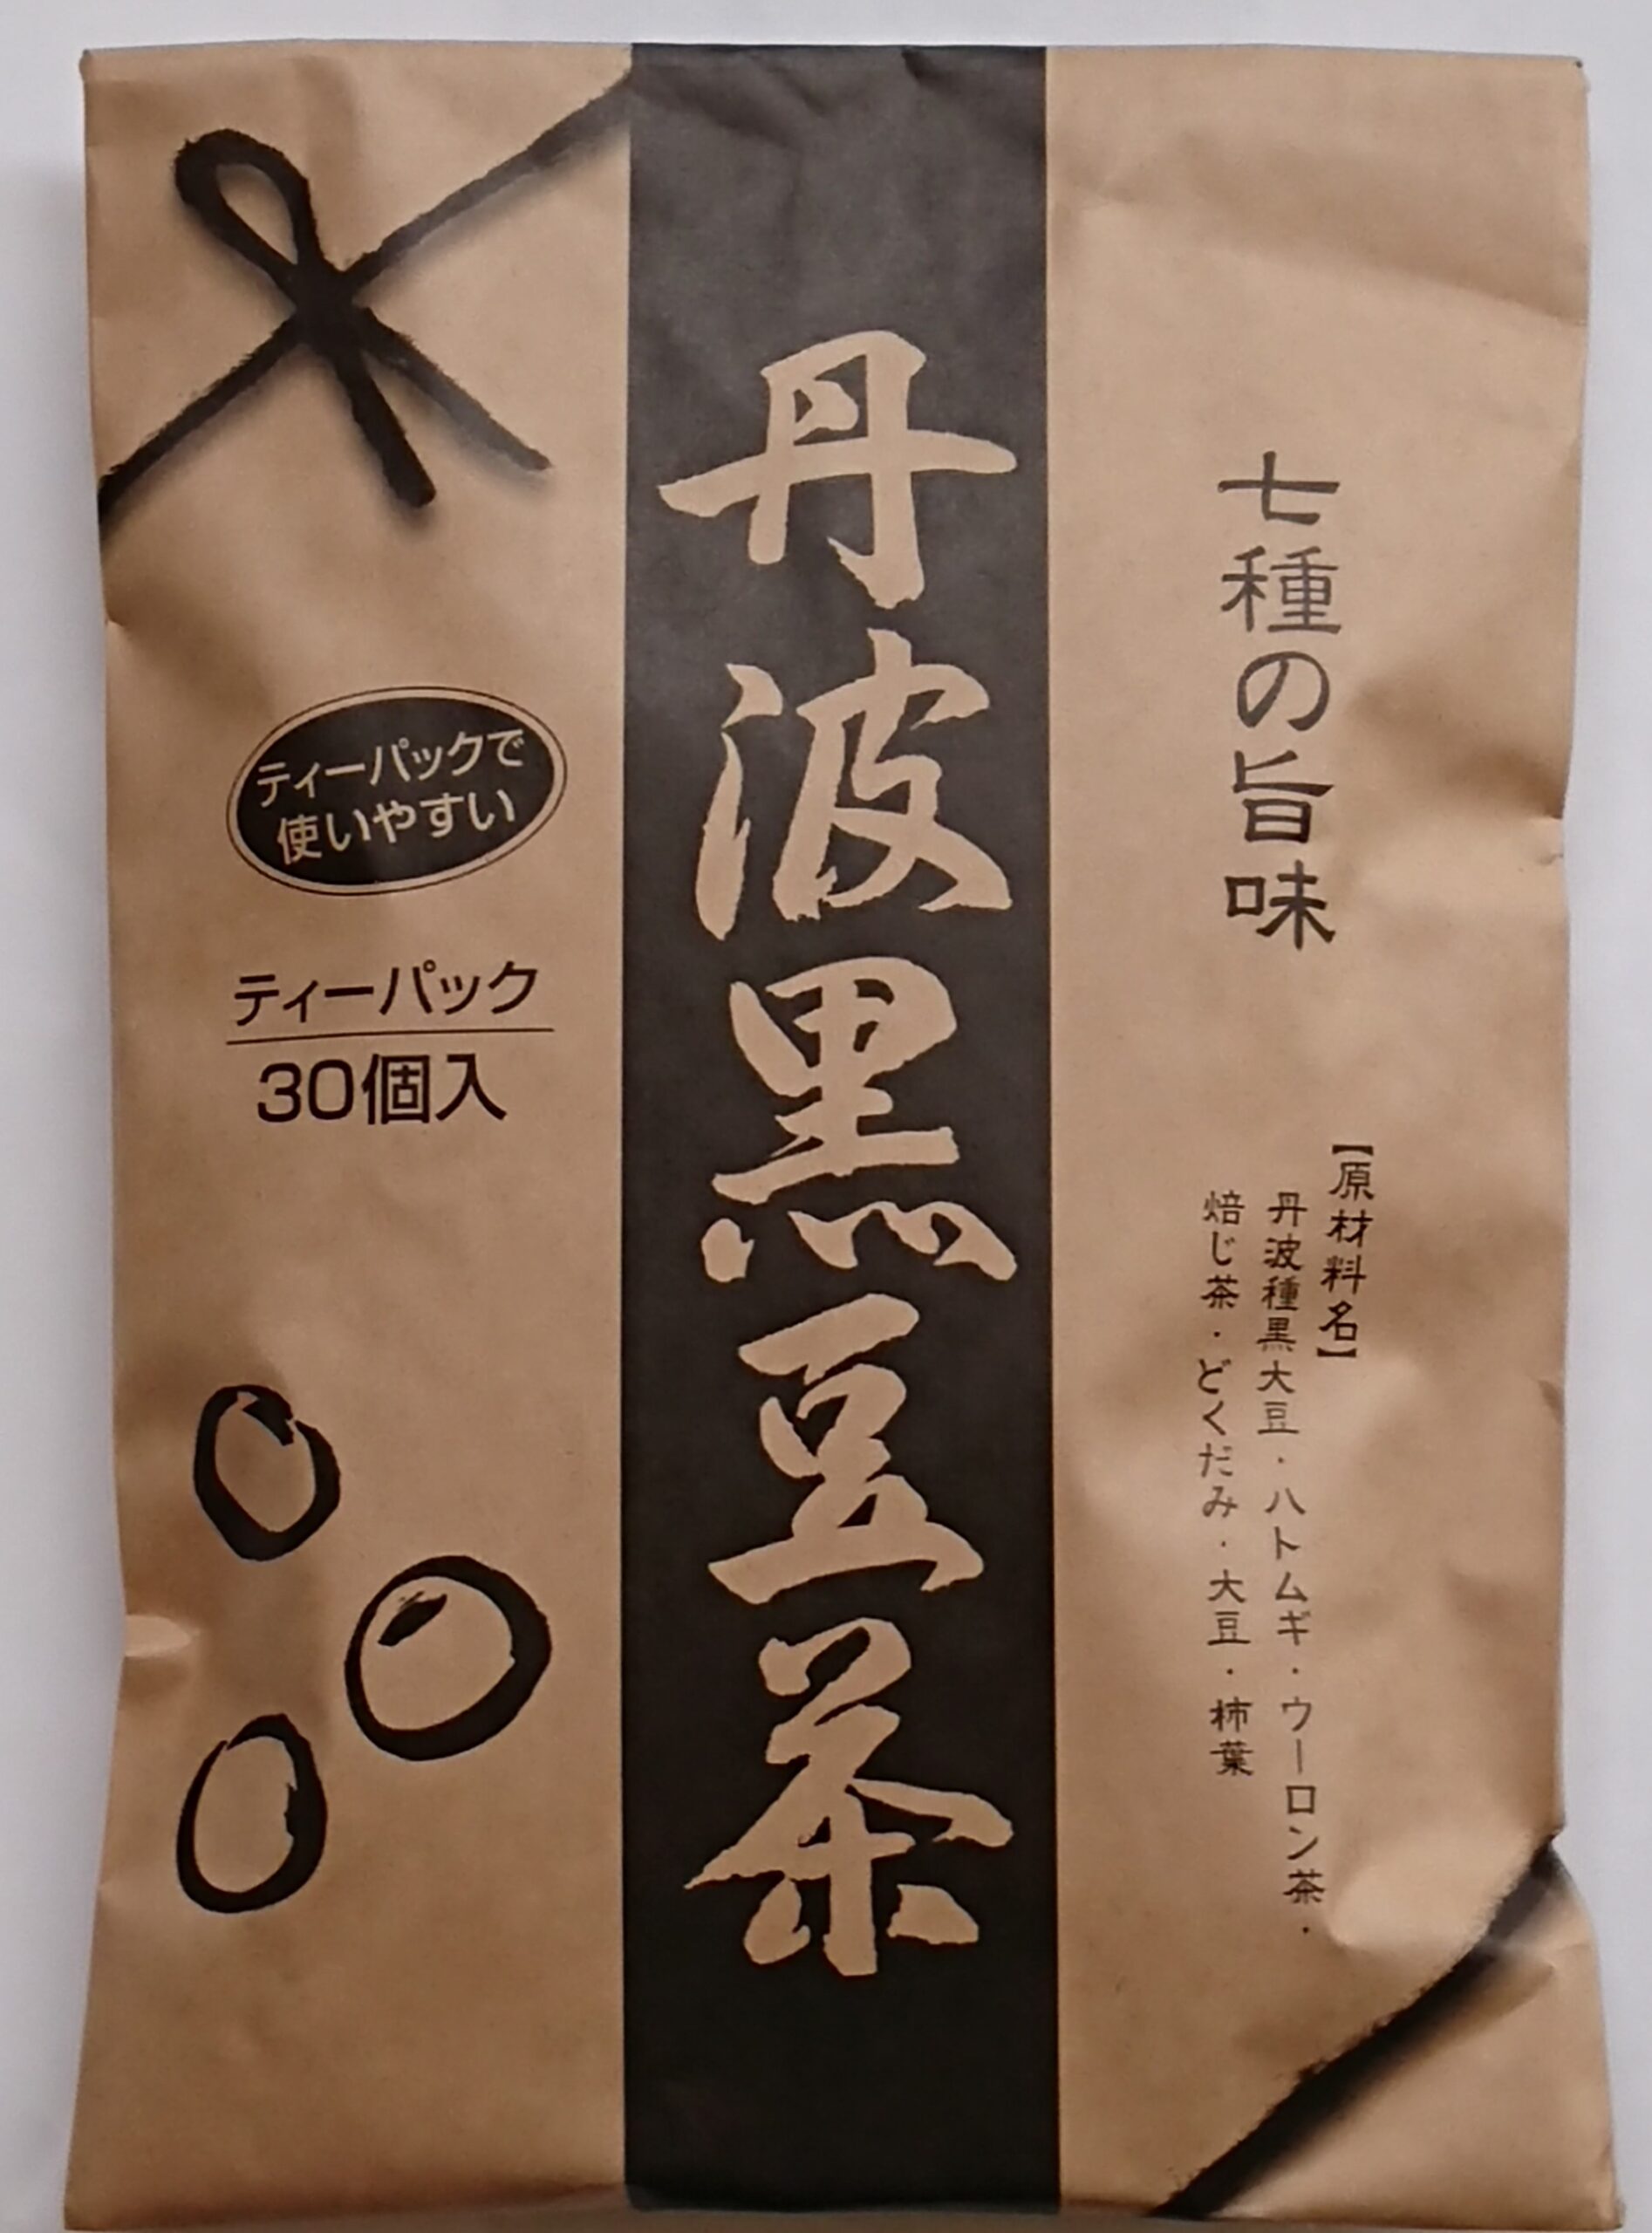 七種の旨味
【原材料名】
丹波種黒大豆・ハトムギ・ウーロン茶・
焙じ茶・どくだみ・大豆・柿葉
丹波黒豆茶
ティーパックで
使いやすい
ティーパック
30個入